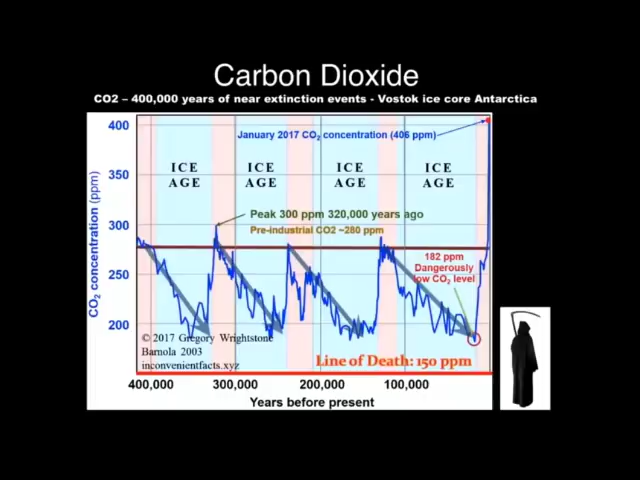 Carbon Dioxide
CO2 – 400,000 years of near extinction events - Vostok ice core Antarctica
400
January 2017 CO₂ concentration (406 ppm)
350
ICE AGE
ICE AGE
ICE AGE
ICE AGE
300
Peak 300 ppm 320,000 years ago
Pre-industrial CO2 ~280 ppm
250
182 ppm
Dangerously
low CO₂ level
200
CO₂ concentration (ppm)
© 2017 Gregory Wrightstone
Barnola 2003
inconvenientfacts.xyz
Line of Death: 150 ppm
400,000
300,000
200,000
100,000
Years before present